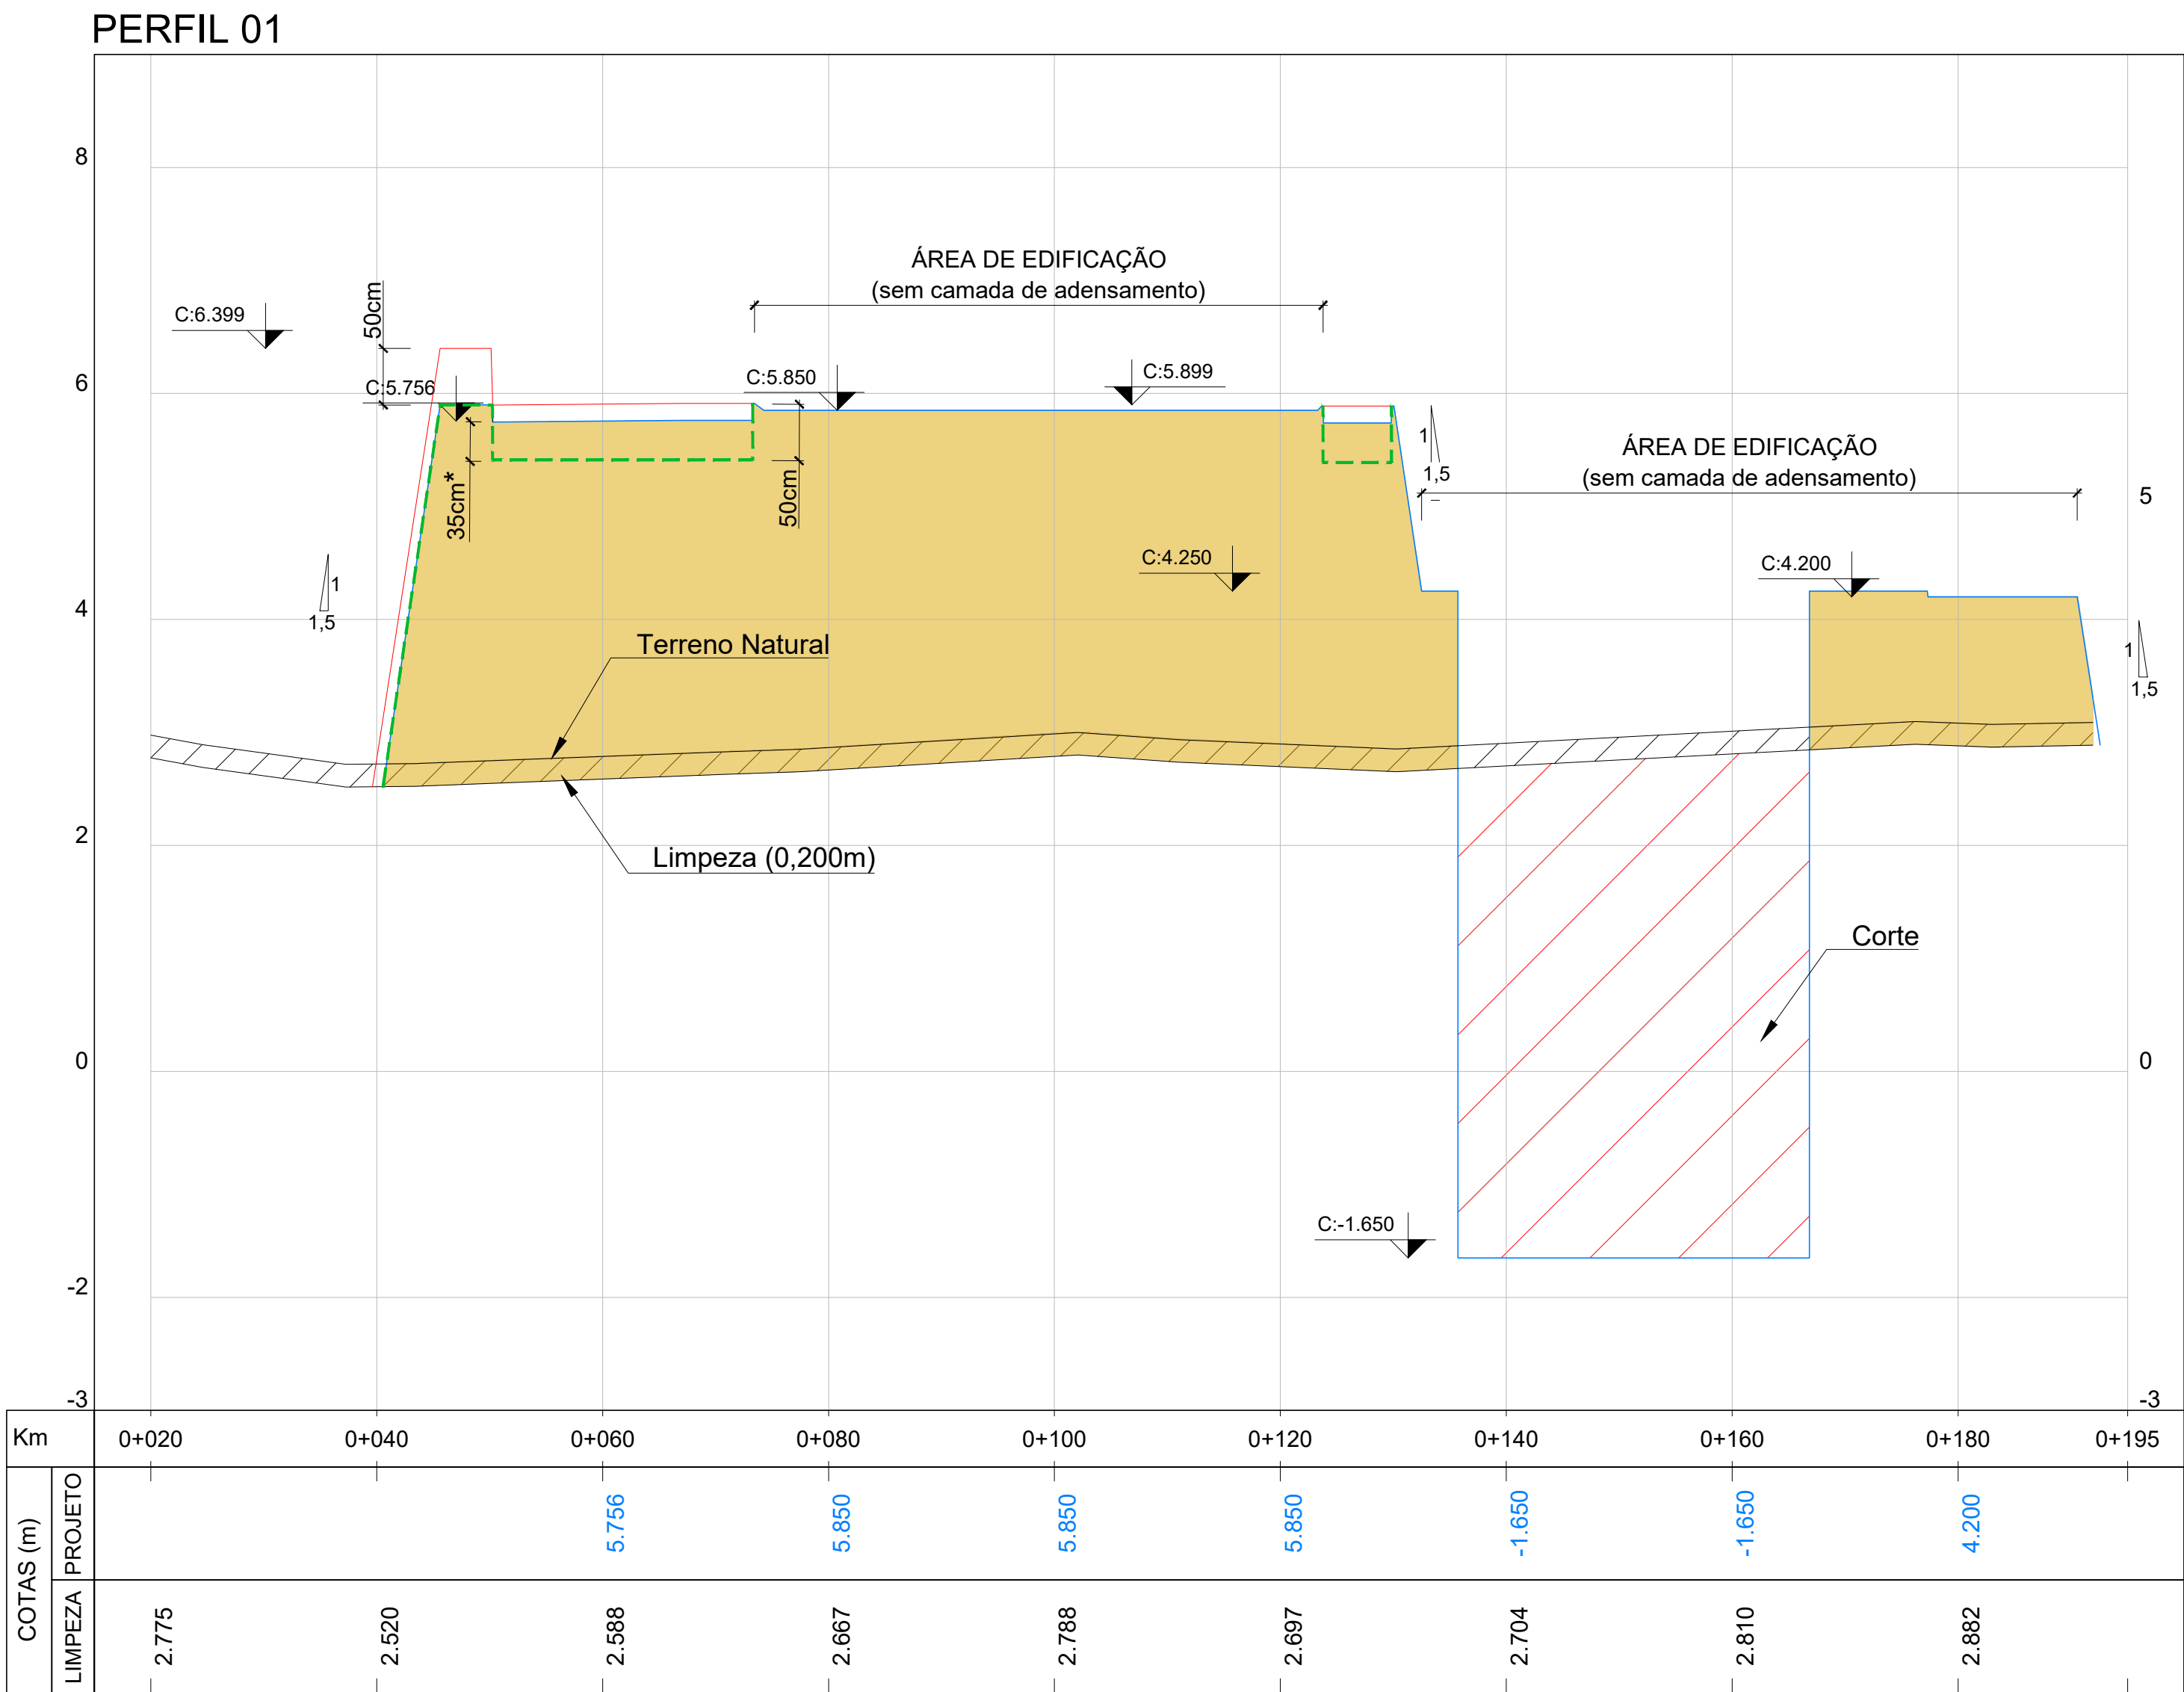 PERFIL 01
8
ÁREA DE EDIFICAÇÃO
(sem camada de adensamento)
50cm
C:6.399
6
C:5.756
C:5.850
C:5.899
35cm*
50cm
1
1,5
ÁREA DE EDIFICAÇÃO
(sem camada de adensamento)
5
C:4.250
C:4.200
1
1,5
4
Terreno Natural
1
1,5
2
Limpeza (0,200m)
Corte
0
0
C:-1.650
-2
-3
-3
Km
0+020
0+040
0+060
0+080
0+100
0+120
0+140
0+160
0+180
0+195
COTAS (m)
PROJETO
5.756
5.850
5.850
5.850
-1.650
-1.650
4.200
LIMPEZA
2.775
2.520
2.588
2.667
2.788
2.697
2.704
2.810
2.882